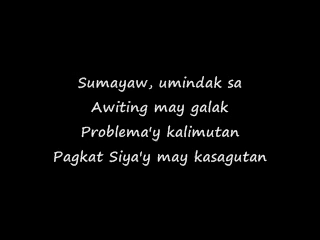 Sumayaw, umindak sa
Awiting may galak
Problema'y kalimutan
Pagkat Siya'y may kasagutan